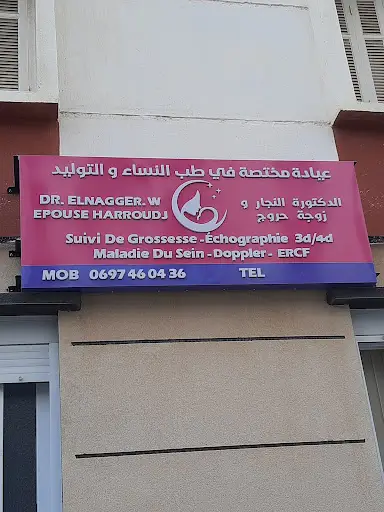 عيادة مختصة في طب النساء و التوليد
DR. ELNAGGER. W
EPOUSE HARROUDJ
الدكتورة النجار و
زوجة حروج
Suivi De Grossesse - Échographie 3d/4d
Maladie Du Sein - Doppler - ERCF
MOB 0697 46 04 36 TEL